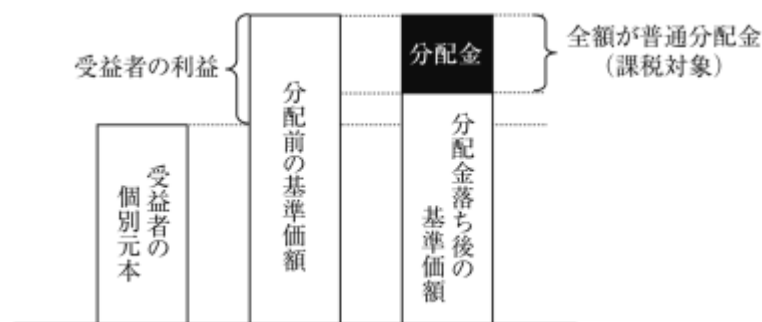 受益者の利益
分配金
全額が普通分配金
（課税対象）
受益者の
個別元本
分配前の基準価額
分配金落ち後の
基準価額